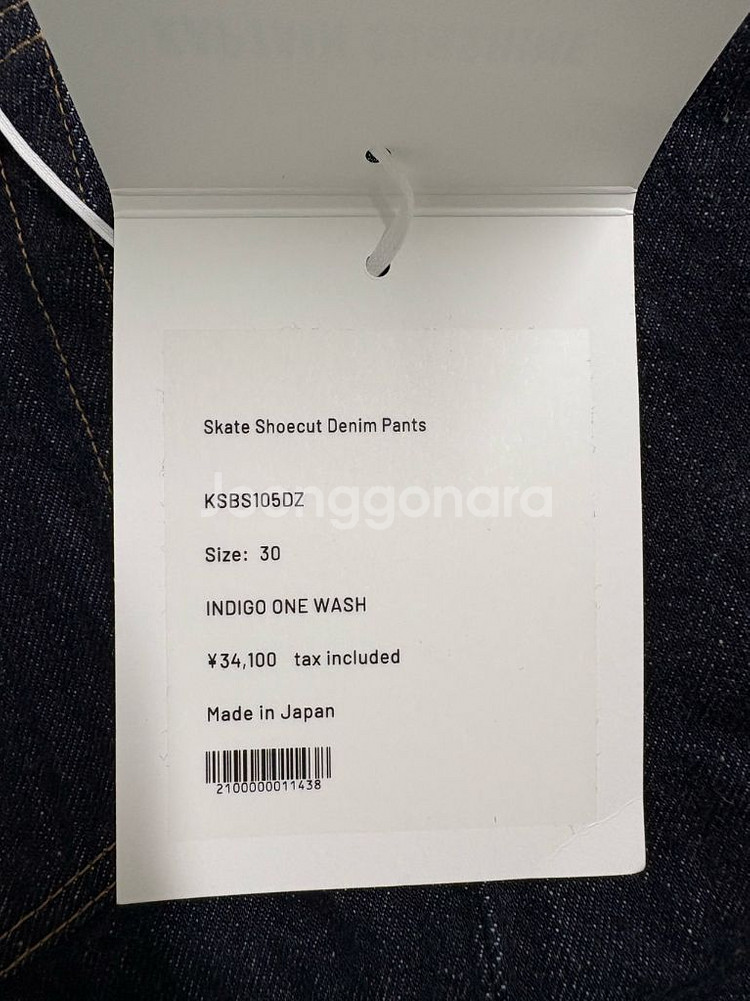 Skate Shoecut Denim Pants
KSBS105DZ
Joonggonara
Size: 30
INDIGO ONE WASH
¥34,100 tax included
Made in Japan
2100000011438